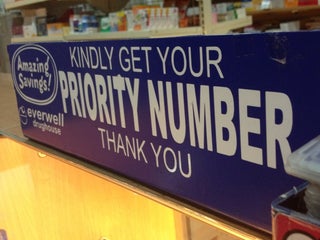 Amazing
Savings!
everwell
drughouse
KINDLY GET YOUR
PRIORITY NUMBER
THANK YOU